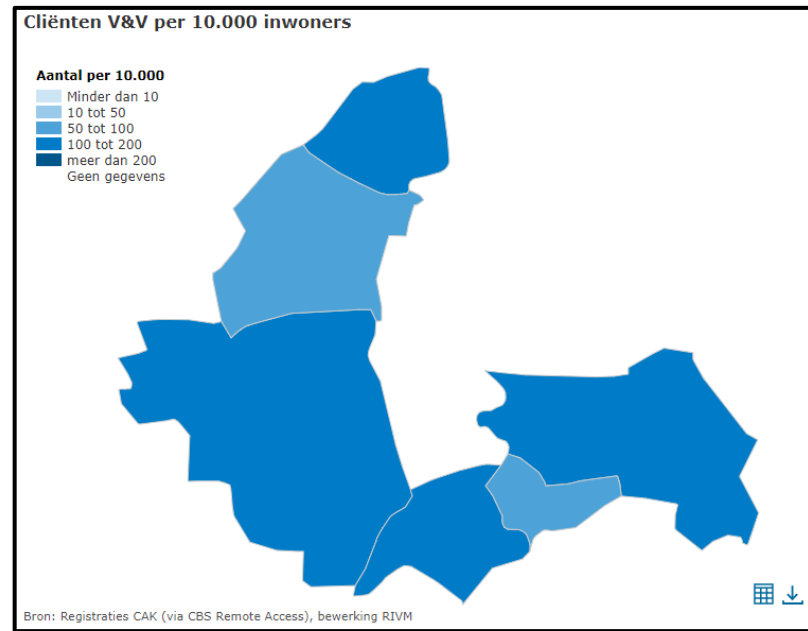 Cliënten V&V per 10.000 inwoners
Aantal per 10.000
Minder dan 10
10 tot 50
50 tot 100
100 tot 200
meer dan 200
Geen gegevens
Bron: Registraties CAK (via CBS Remote Access), bewerking RIVM